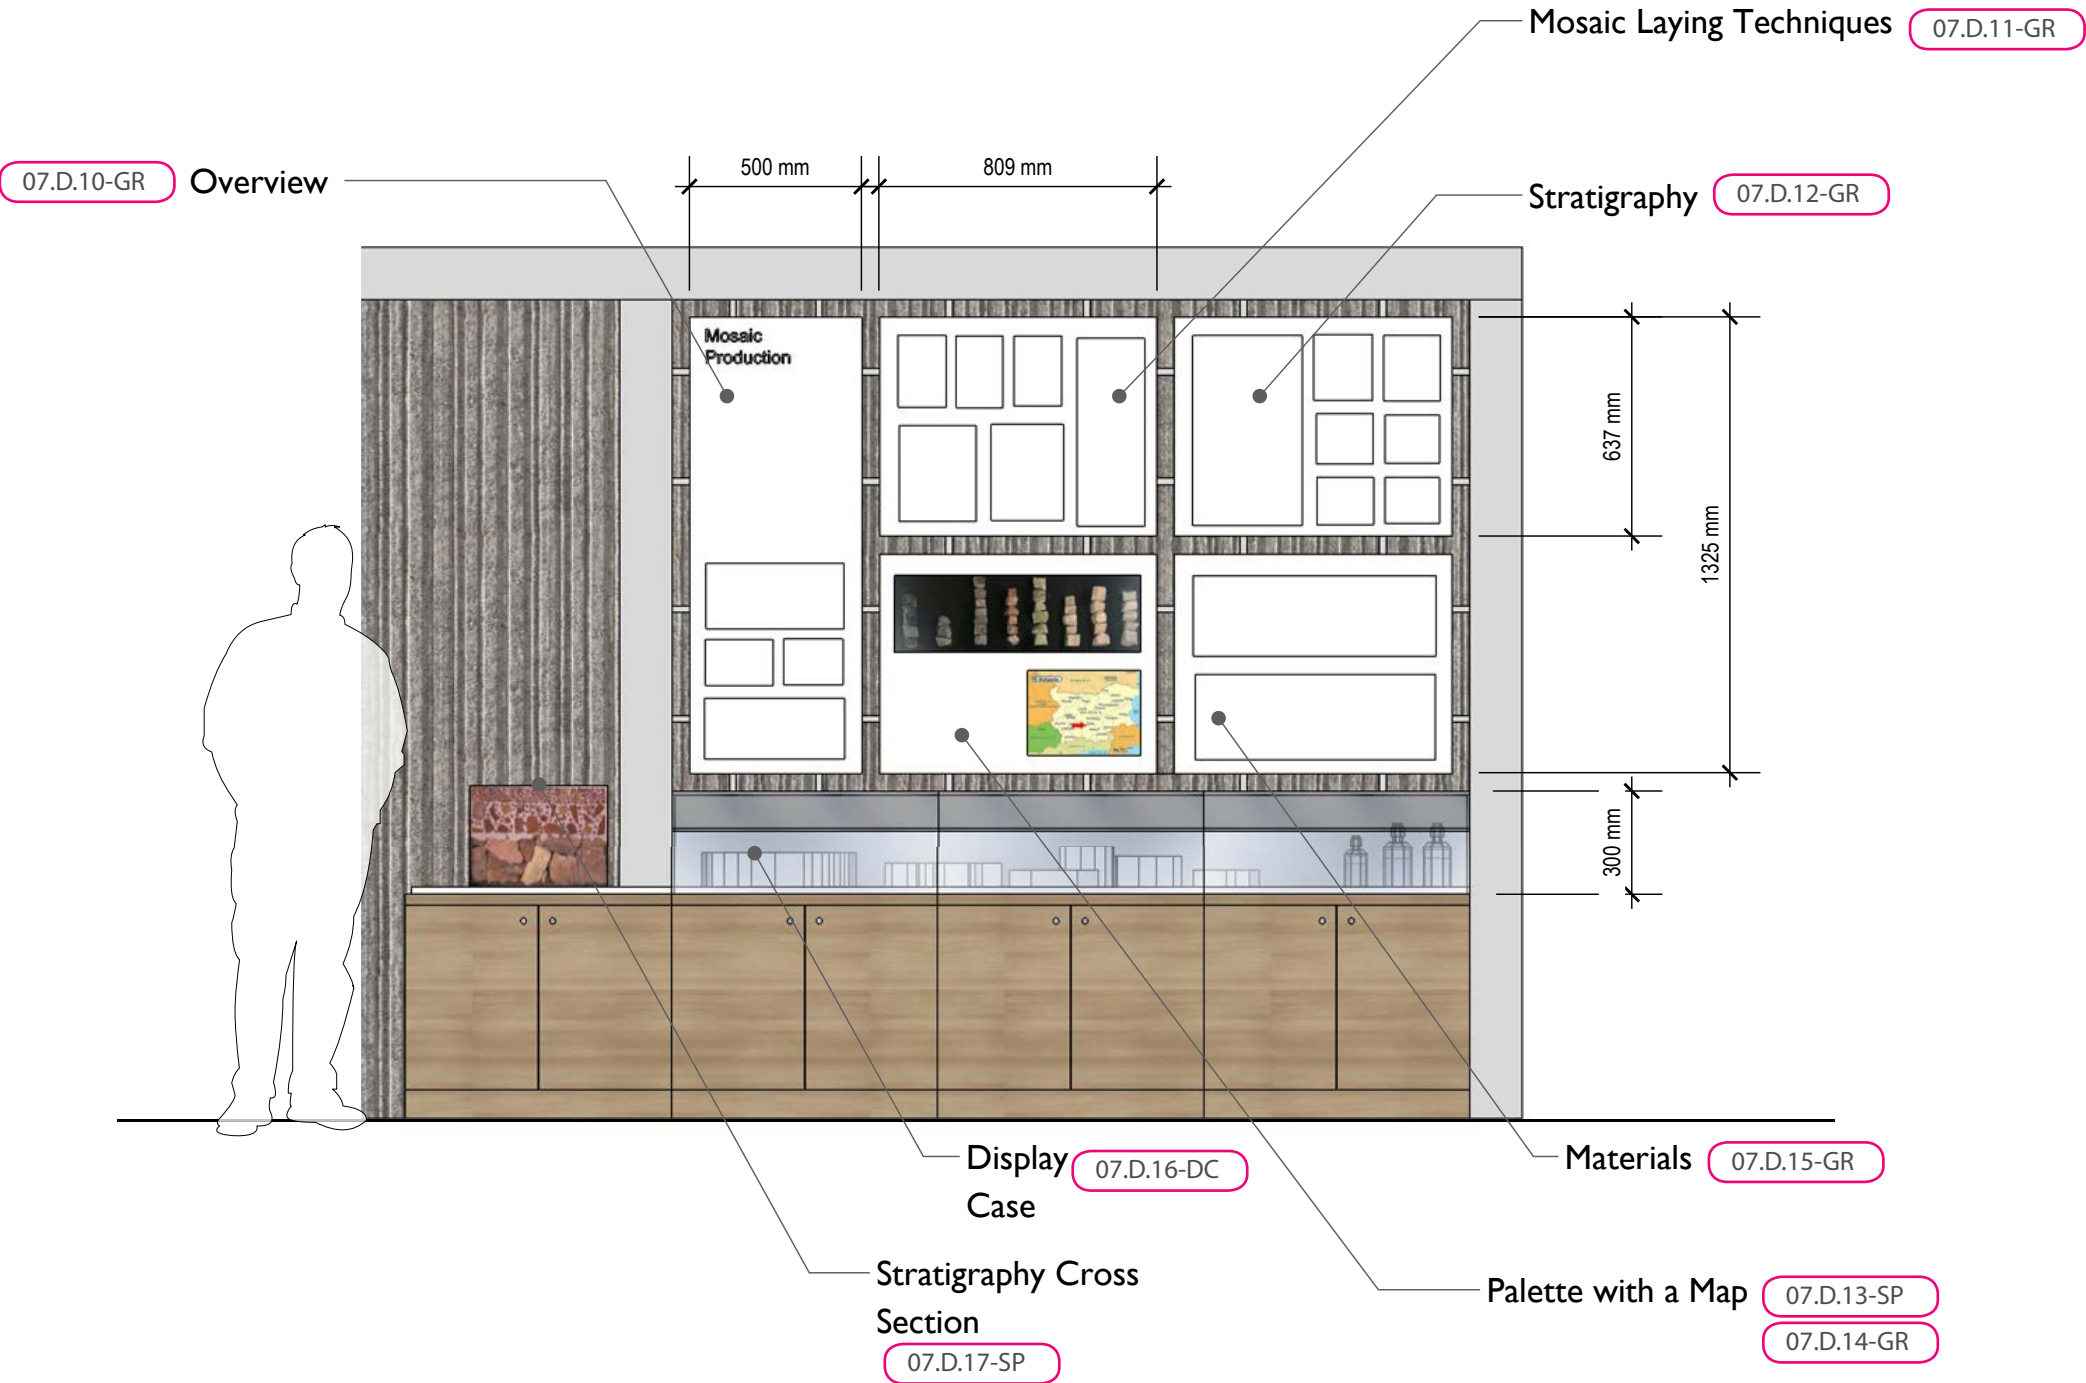 Mosaic Laying Techniques 07.D.11-GR
07.D.10-GR Overview
500 mm
809 mm
Stratigraphy 07.D.12-GR
Mosaic
Production
637 mm
1325 mm
300 mm
Display
Case
07.D.16-DC
Materials 07.D.15-GR
Stratigraphy Cross
Section
07.D.17-SP
Palette with a Map 07.D.13-SP
07.D.14-GR